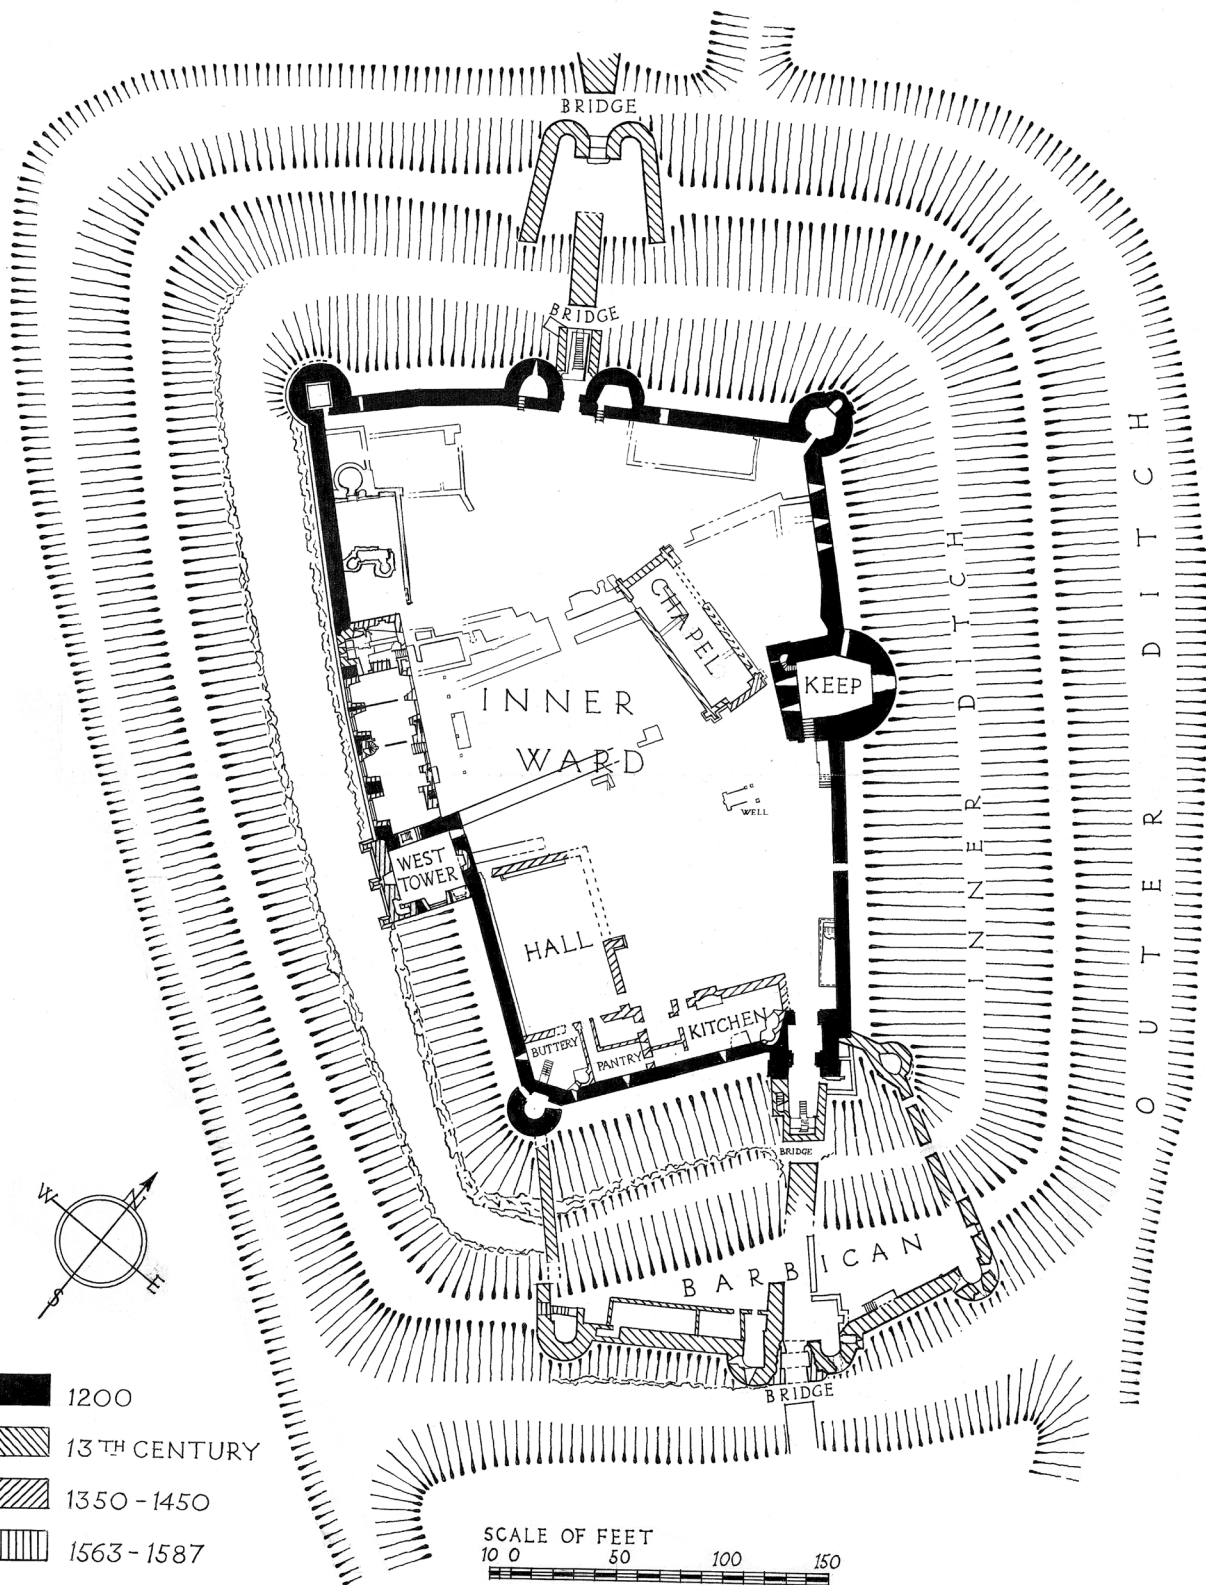 BRIDGE
BRIDGE
CHAPEL
KEEP
INNER
WARD
WELL
WEST
TOWER
HALL
KITCHEN
BUTTERY
PANTRY
BRIDGE
BARBICAN
BRIDGE
INNER DITCH
OUTER DITCH
W
N
S
E
1200
13TH CENTURY
1350-1450
1563-1587
SCALE OF FEET
10 0 50 100 150